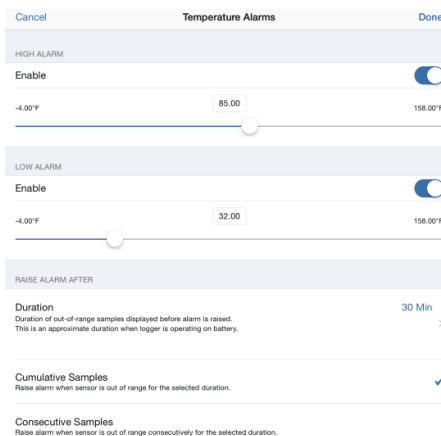 Cancel Temperature Alarms Done
HIGH ALARM
Enable
-4.00°F 85.00 158.00°F
LOW ALARM
Enable
-4.00°F 32.00 158.00°F
RAISE ALARM AFTER
Duration 30 Min
Duration of out-of-range samples displayed before alarm is raised.
This is an approximate duration when logger is operating on battery.
Cumulative Samples
Raise alarm when sensor is out of range for the selected duration.
Consecutive Samples
Raise alarm when sensor is out of range consecutively for the selected duration.